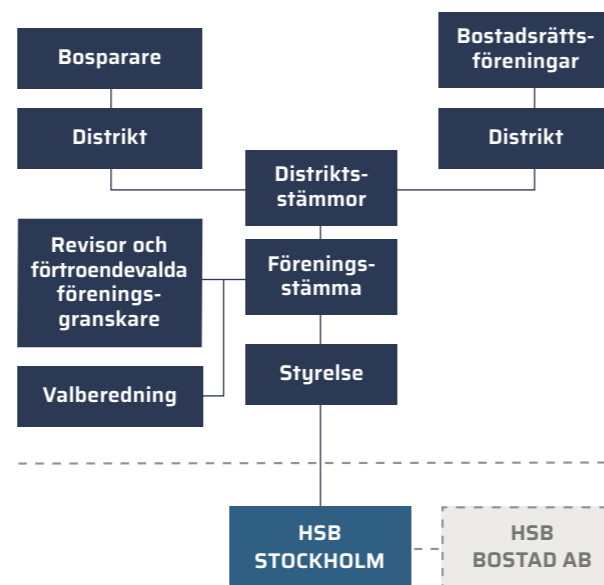 Bosparare
Bostadsrätts-
föreningar
Distrikt
Distrikt
Distrikts-
stämmor
Revisor och
förtroendevalda
förenings-
granskare
Förenings-
stämma
Valberedning
Styrelse
HSB
STOCKHOLM
HSB
BOSTAD AB